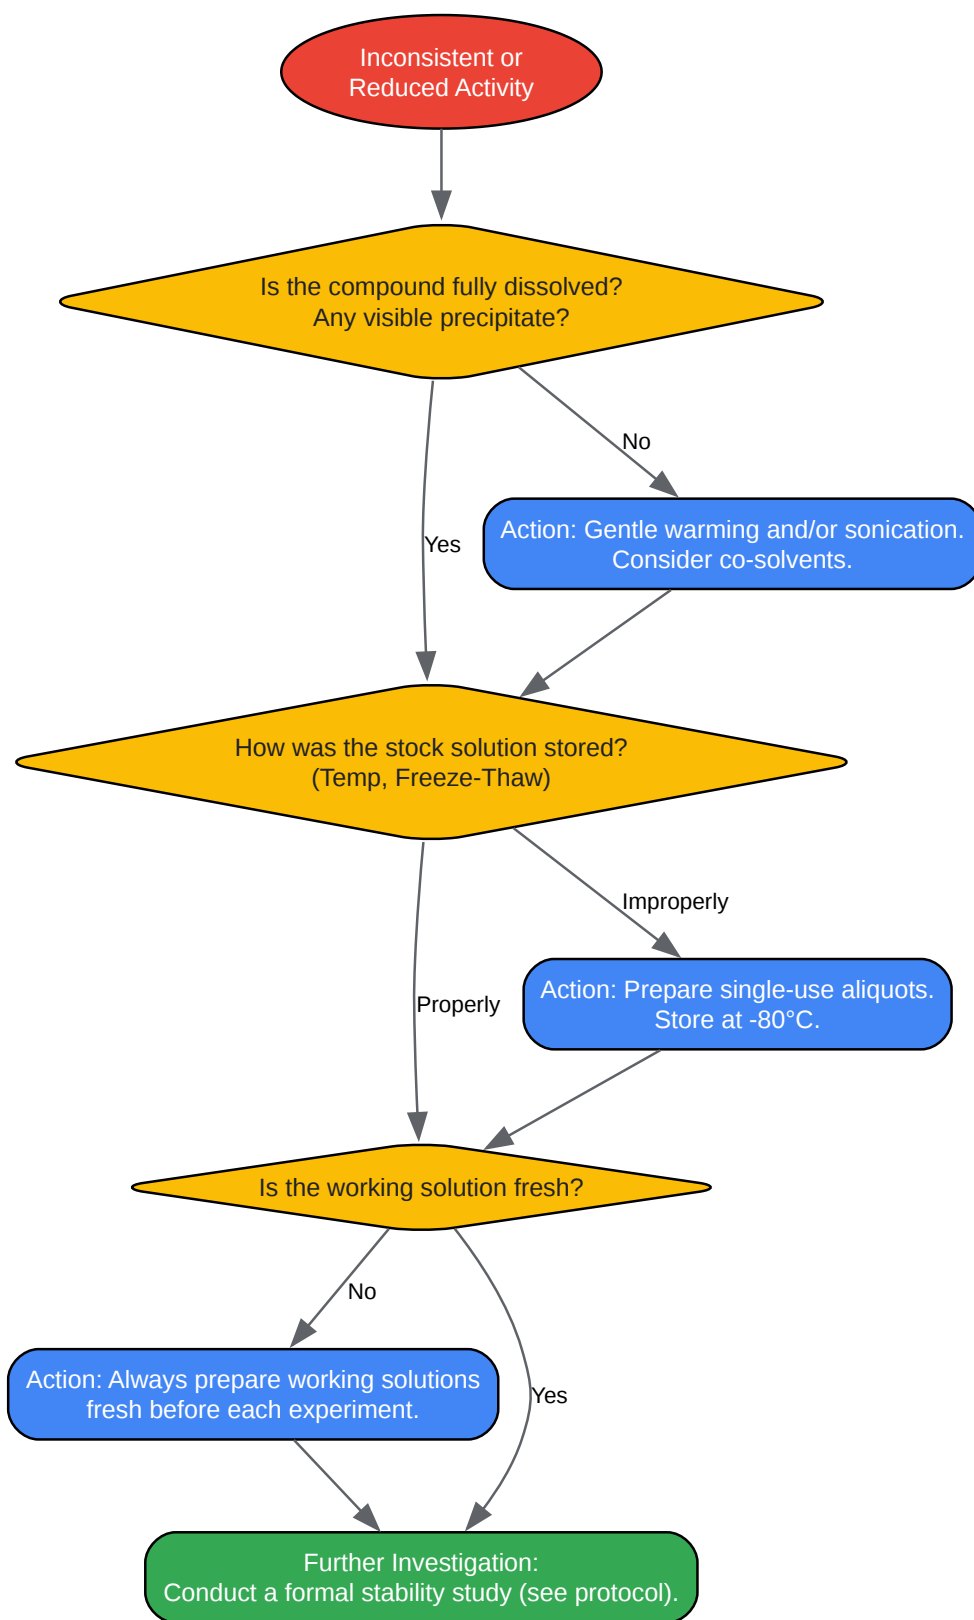 Inconsistent or
Reduced Activity
Is the compound fully dissolved?
Any visible precipitate?
No
Action: Gentle warming and/or sonication.
Consider co-solvents.
Yes
How was the stock solution stored?
(Temp, Freeze-Thaw)
Improperly
Action: Prepare single-use aliquots.
Store at -80°C.
Properly
Is the working solution fresh?
No
Action: Always prepare working solutions
fresh before each experiment.
Yes
Further Investigation:
Conduct a formal stability study (see protocol).